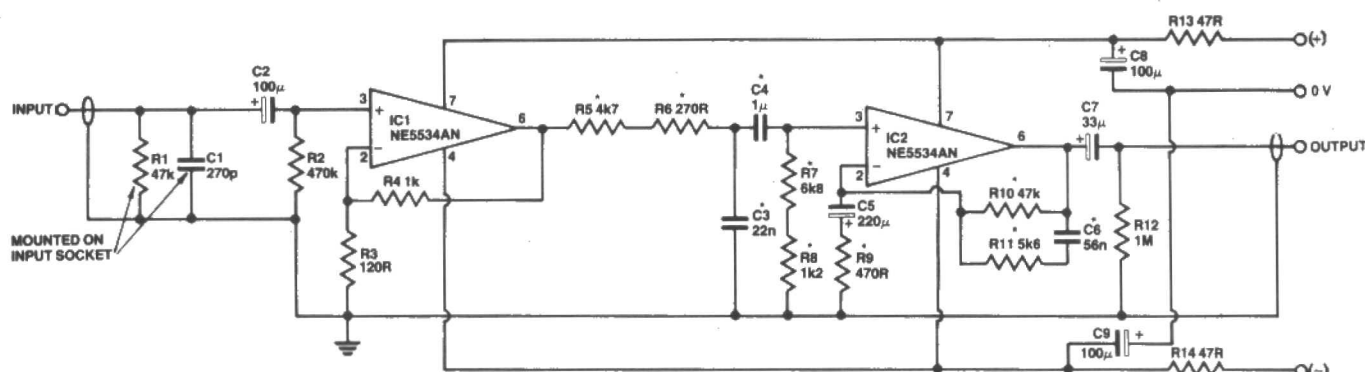 R13 47R
(+)
C8
100µ
+
0 V
INPUT
C2
100µ
+
3
7
+
IC1
NE5534AN
6
2
−
4
R5 4k7
*
R6 270R
*
C4
*
1µ
3
7
+
IC2
NE5534AN
6
2
−
4
C7
33µ
+
OUTPUT
R1
47k
C1
270p
R2
470k
R4 1k
R7
*
6k8
C5
220µ
+
R10 47k
*
R11 5k6
*
C6
*
56n
R12
1M
MOUNTED ON
INPUT SOCKET
R3
120R
C3
*
22n
R8
*
1k2
R9
*
470R
C9
100µ
+
R14 47R
(−)